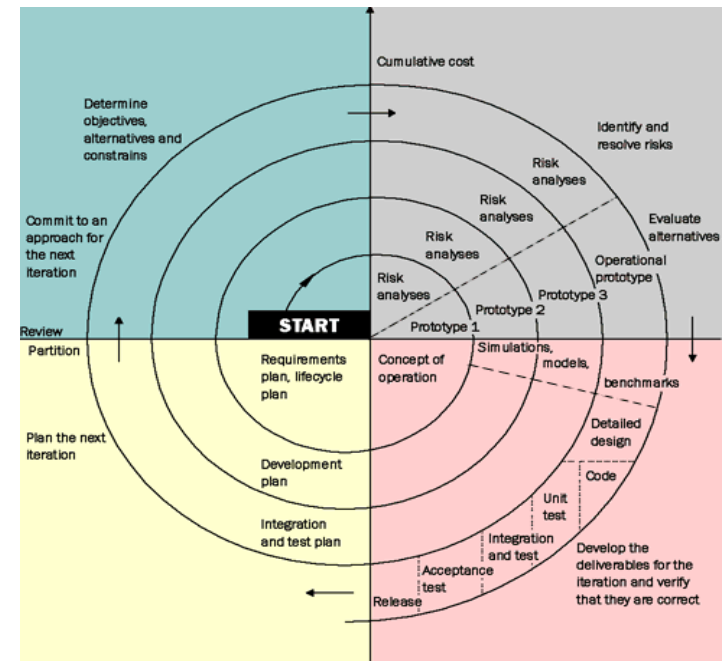 Cumulative cost
Determine
objectives,
alternatives and
constrains
Identify and
resolve risks
Risk
analyses
Risk
analyses
Risk
analyses
Risk
analyses
Commit to an
approach for
the next
iteration
Evaluate
alternatives
Operational
prototype
Prototype 3
Prototype 2
Prototype 1
START
Review
Partition
Requirements
plan, lifecycle
plan
Concept of
operation
Simulations,
models,
benchmarks
Plan the next
iteration
Development
plan
Integration
and test plan
Detailed
design
Code
Unit
test
Integration
and test
Acceptance
test
Release
Develop the
deliverables for the
iteration and verify
that they are correct